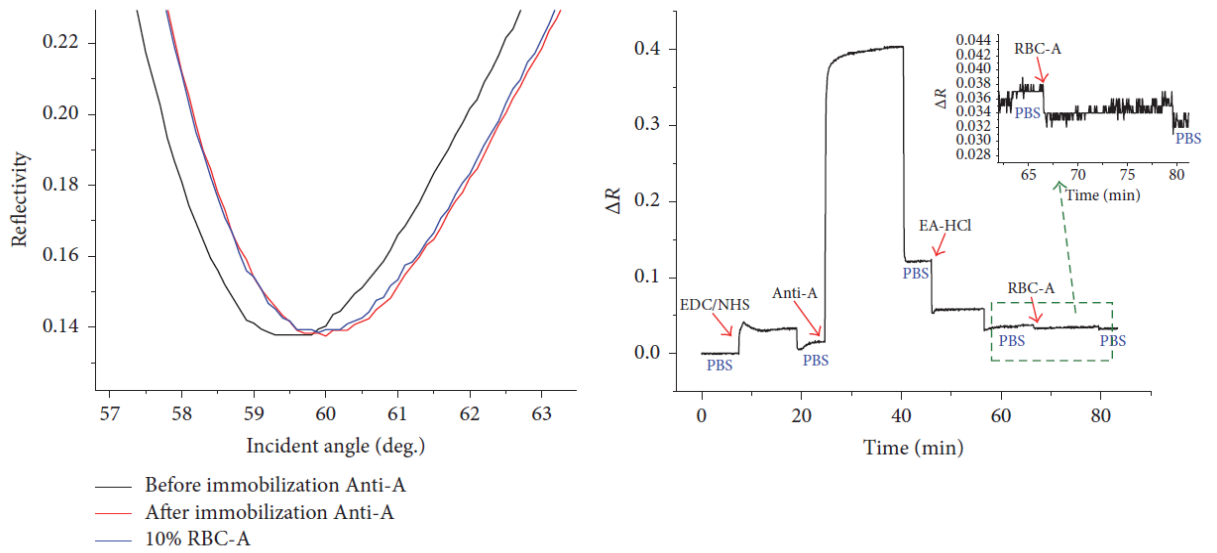 0.22
0.20
0.18
0.16
0.14
Reflectivity
57 58 59 60 61 62 63
Incident angle (deg.)
Before immobilization Anti-A
After immobilization Anti-A
10% RBC-A
0.4
0.3
0.2
0.1
0.0
ΔR
0 20 40 60 80
Time (min)
EDC/NHS
PBS
Anti-A
PBS
PBS
EA-HCl
RBC-A
PBS
PBS
0.044
0.042
0.040
0.038
0.036
0.034
0.032
0.030
0.028
ΔR
RBC-A
PBS
PBS
65 70 75 80
Time (min)